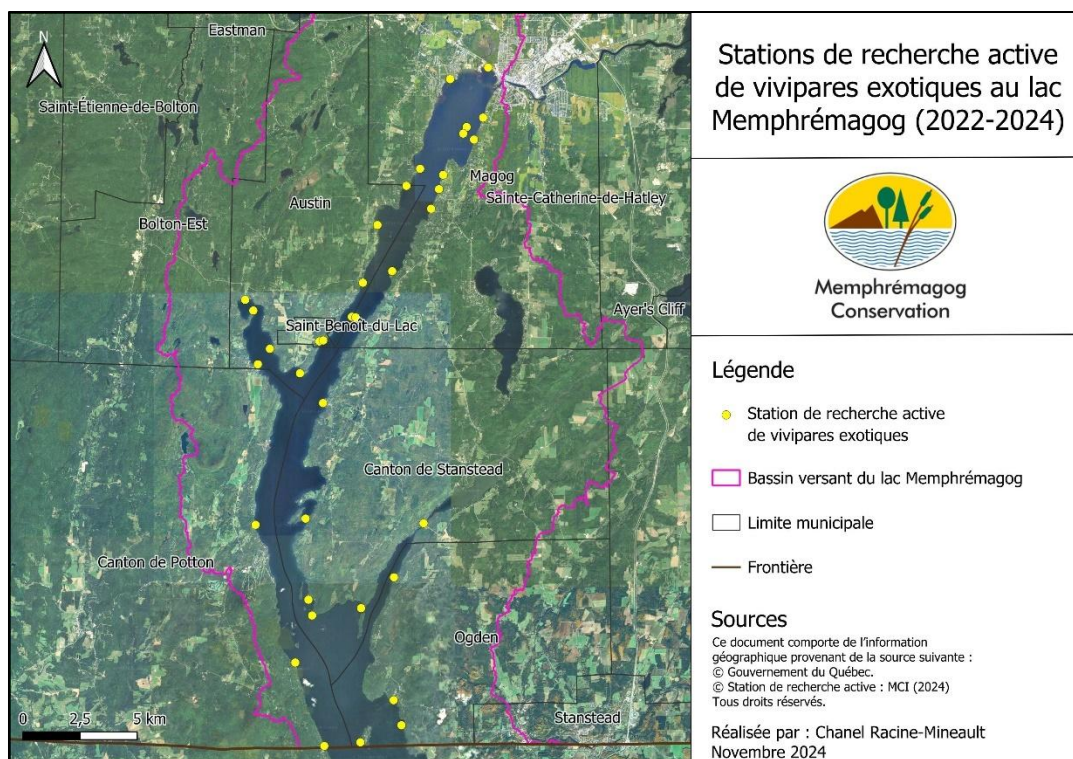 N
Eastman
Saint-Étienne-de-Bolton
Austin
Magog
Sainte-Catherine-de-Hatley
Bolton-Est
Ayer's Cliff
Saint-Benoît-du-Lac
Canton de Stanstead
Canton de Potton
Ogden
Stanstead
0 2,5 5 km
Stations de recherche active
de vivipares exotiques au lac
Memphrémagog (2022-2024)
Memphrémagog
Conservation
Légende
Station de recherche active
de vivipares exotiques
Bassin versant du lac Memphrémagog
Limite municipale
Frontière
Sources
Ce document comporte de l'information
géographique provenant de la source suivante :
© Gouvernement du Québec.
© Station de recherche active : MCI (2024)
Tous droits réservés.
Réalisée par : Chanel Racine-Mineault
Novembre 2024